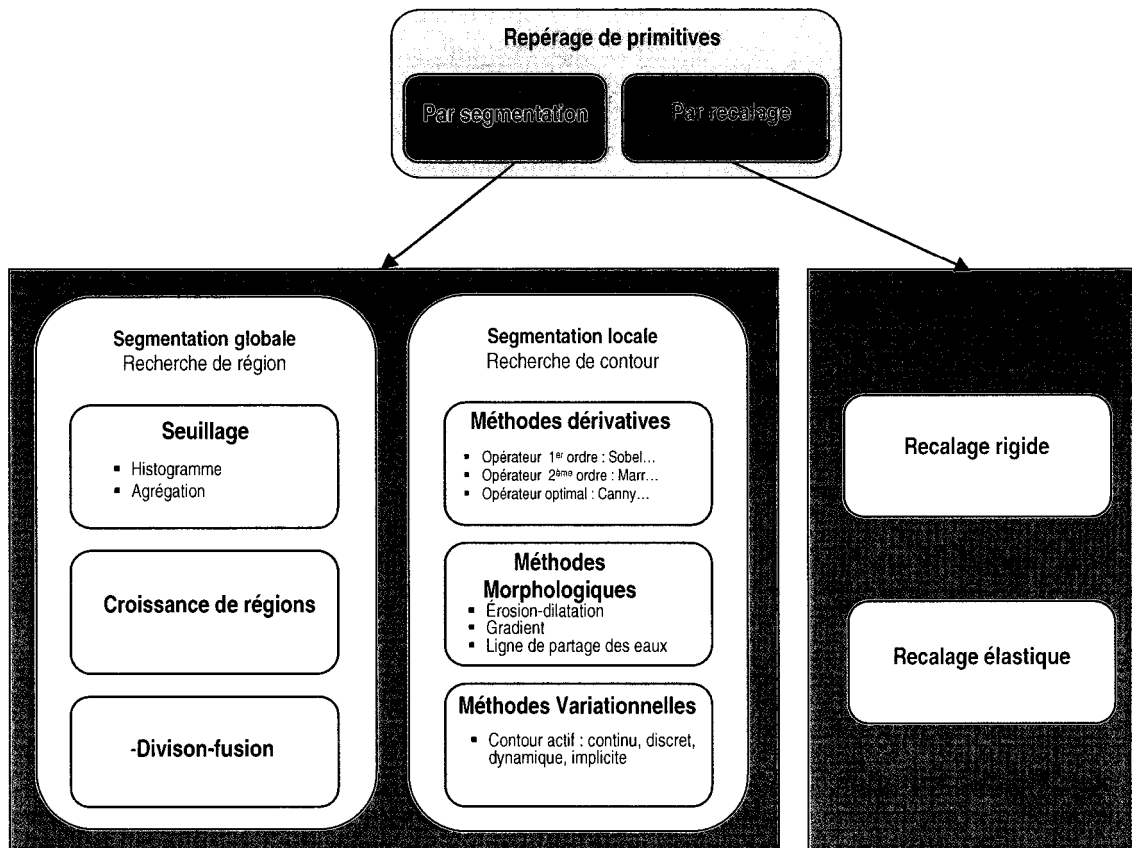 Repérage de primitives
Par segmentation
Par recalage
Segmentation globale
Recherche de région
Seuillage
▪ Histogramme
▪ Agrégation
Croissance de régions
-Divison-fusion
Segmentation locale
Recherche de contour
Méthodes dérivatives
▪ Opérateur 1er ordre : Sobel...
▪ Opérateur 2ème ordre : Marr...
▪ Opérateur optimal : Canny...
Méthodes
Morphologiques
▪ Érosion-dilatation
▪ Gradient
▪ Ligne de partage des eaux
Méthodes Variationnelles
▪ Contour actif : continu, discret,
dynamique, implicite
Recalage rigide
Recalage élastique